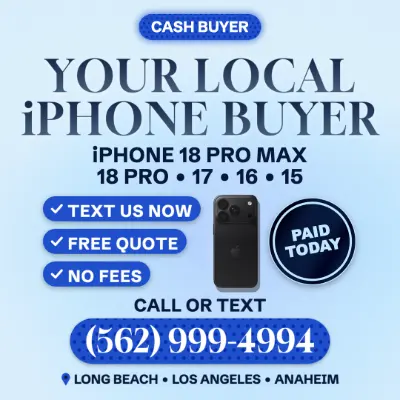 CASH BUYER
YOUR LOCAL
iPHONE BUYER
iPHONE 18 PRO MAX
18 PRO • 17 • 16 • 15
TEXT US NOW
FREE QUOTE
NO FEES
PAID
TODAY
CALL OR TEXT
(562) 999-4994
LONG BEACH • LOS ANGELES • ANAHEIM